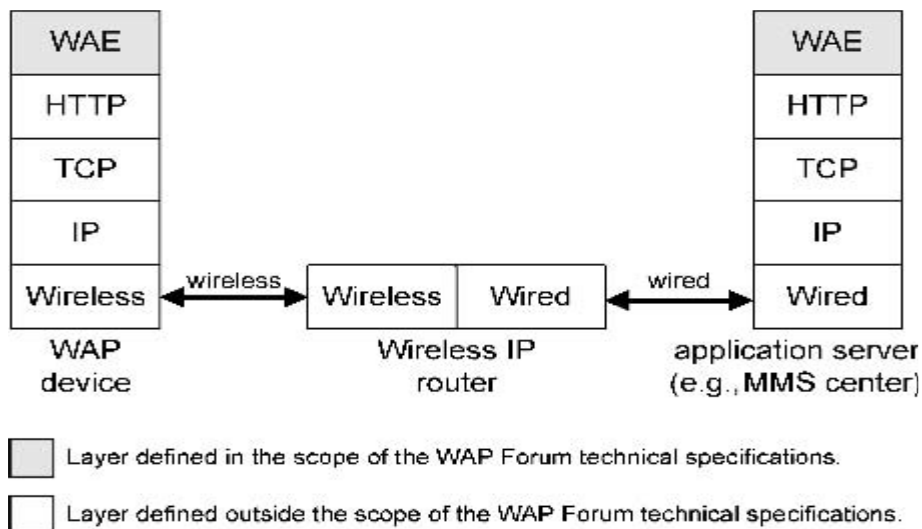 WAE
HTTP
TCP
IP
Wireless
WAP
device
wireless
Wireless
Wired
Wireless IP
router
wired
WAE
HTTP
TCP
IP
Wired
application server
(e.g., MMS center)
Layer defined in the scope of the WAP Forum technical specifications.
Layer defined outside the scope of the WAP Forum technical specifications.